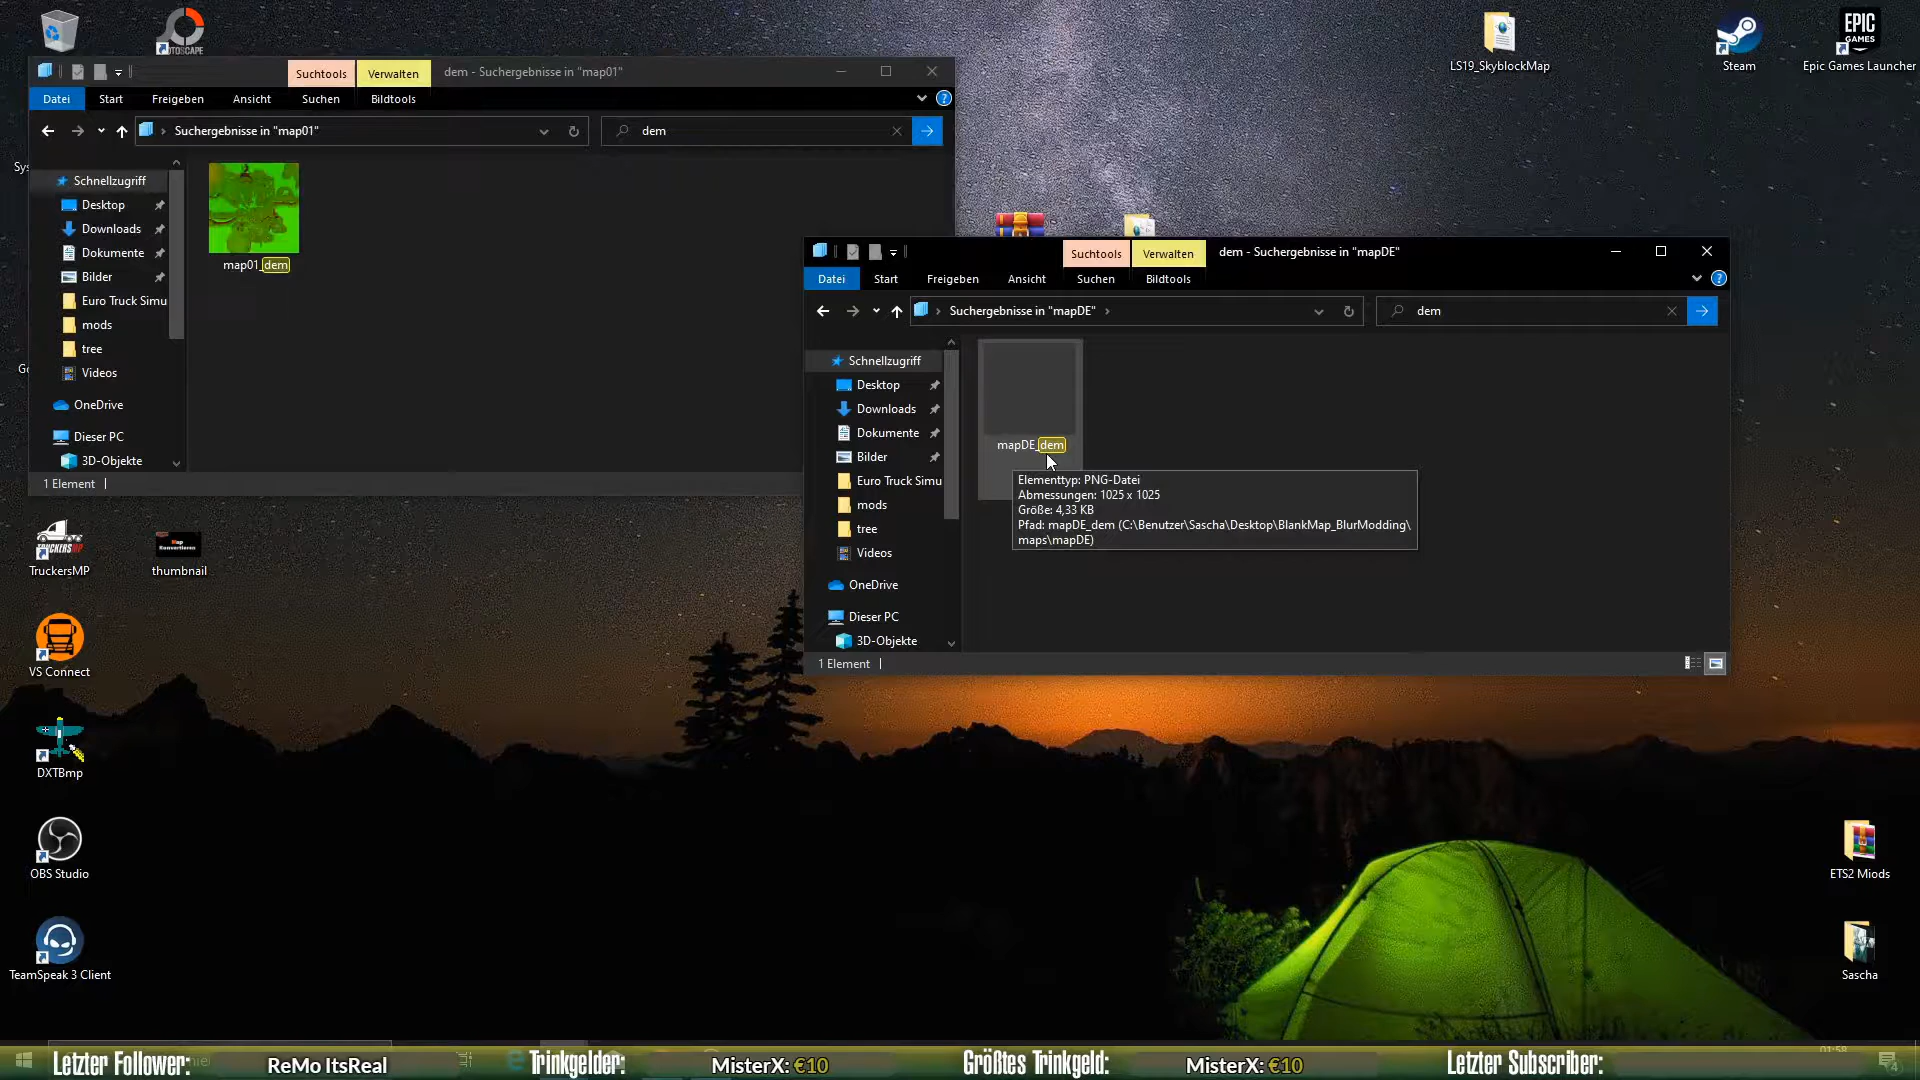 Suchtools
Verwalten
dem - Suchergebnisse in "map01"
Datei
Start
Freigeben
Ansicht
Suchen
Bildtools
Suchergebnisse in "map01"
dem
Schnellzugriff
Desktop
Downloads
Dokumente
Bilder
Euro Truck Simu
mods
tree
Videos
OneDrive
Dieser PC
3D-Objekte
map01_dem
1 Element
Suchtools
Verwalten
dem - Suchergebnisse in "mapDE"
Datei
Start
Freigeben
Ansicht
Suchen
Bildtools
Suchergebnisse in "mapDE"
dem
Schnellzugriff
Desktop
Downloads
Dokumente
Bilder
Euro Truck Simu
mods
tree
Videos
OneDrive
Dieser PC
3D-Objekte
mapDE_dem
Elementtyp: PNG-Datei
Abmessungen: 1025 x 1025
Größe: 4,33 KB
Pfad: mapDE_dem (C:\Benutzer\Sascha\Desktop\BlankMap_BlurModding\
maps\mapDE)
1 Element
LS19_SkyblockMap
Steam
EPIC
GAMES
Epic Games Launcher
TruckersMP
Map
Konvertieren
thumbnail
VS Connect
DXTBmp
OBS Studio
TeamSpeak 3 Client
ETS2 Miods
Sascha
Letzter Follower:
ReMo ItsReal
Trinkgelder:
MisterX: €10
Größtes Trinkgeld:
MisterX: €10
Letzter Subscriber: